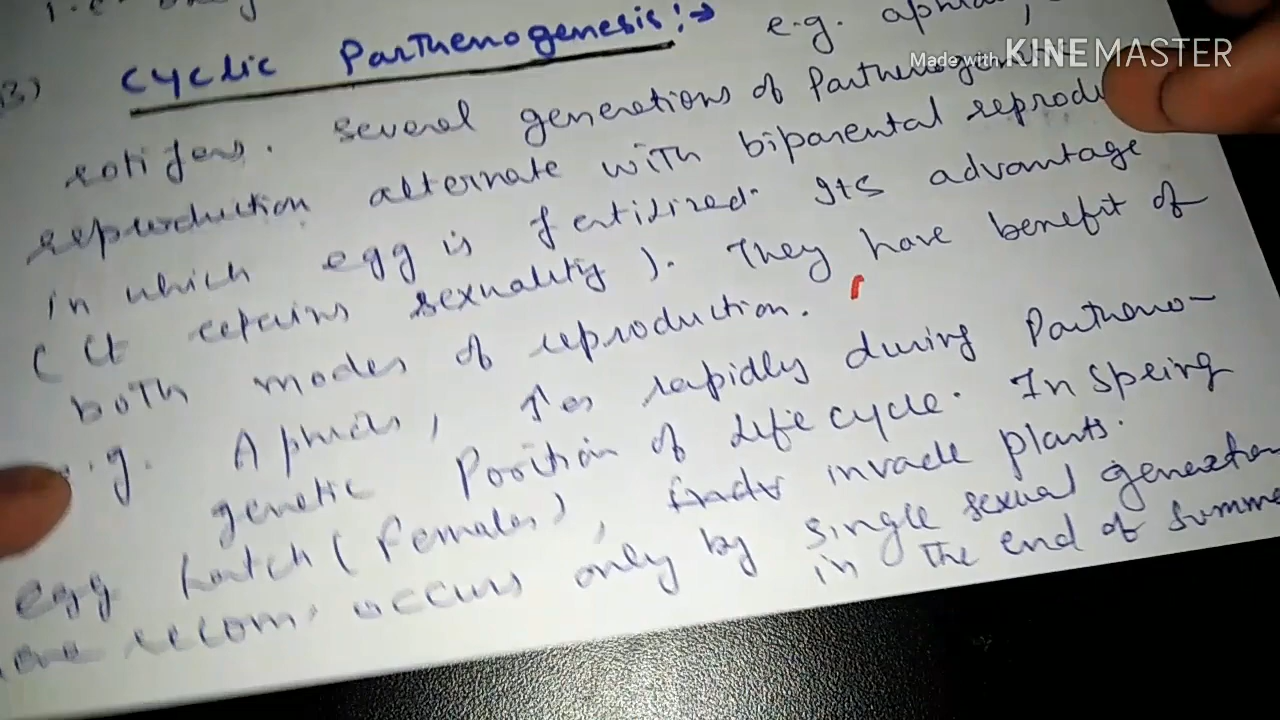 3) Cyclic Parthenogenesis :→ e.g. aphid,
Made with KINEMASTER
rotifers. several generations of Parthenogenetic
reproduction alternate with biparental reprodu
in which egg is fertilized. Its advantage
(It retains sexuality). They have benefit of
both modes of reproduction.
e.g. Aphids, ↑es rapidly during Partheno-
genetic Portion of life cycle. In Spring
egg hatch (females), invade plants.
recom. occurs only by single sexual generation
in the end of summe